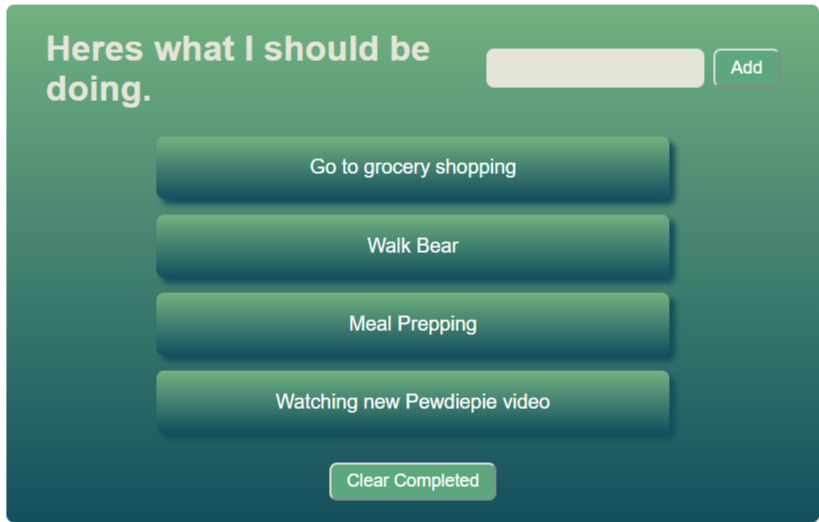 Heres what I should be
doing.
Add
Go to grocery shopping
Walk Bear
Meal Prepping
Watching new Pewdiepie video
Clear Completed